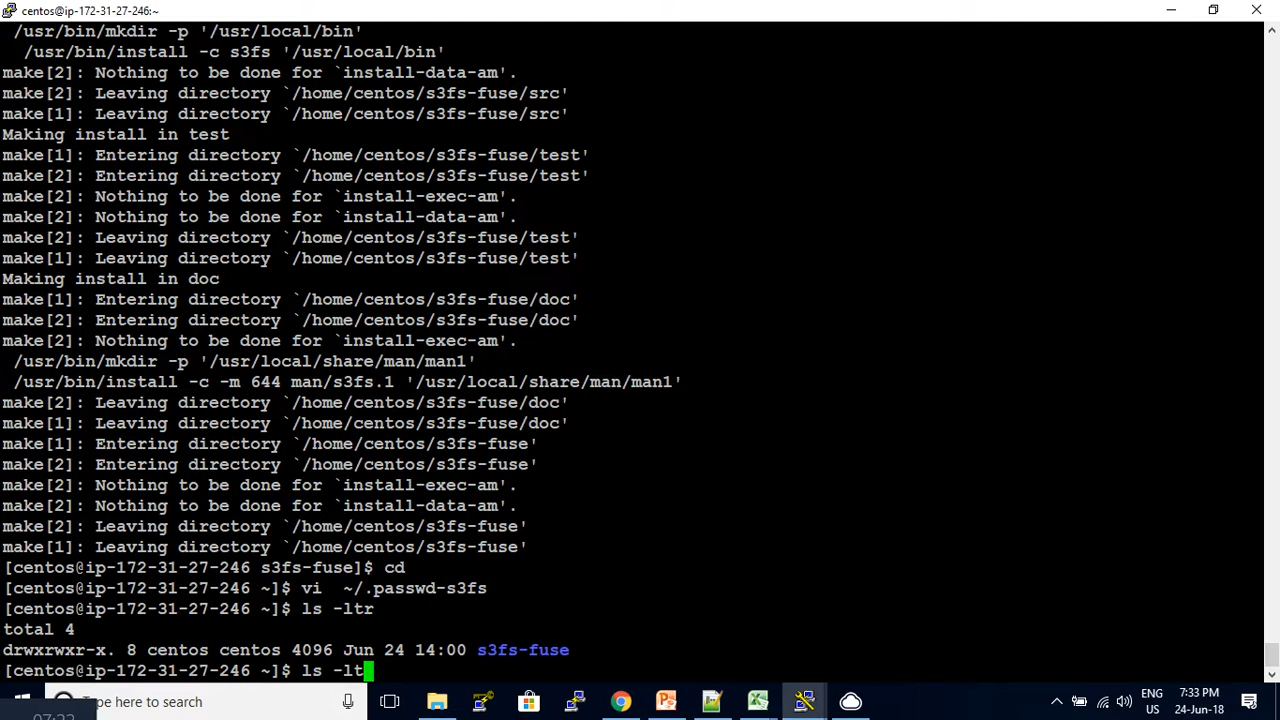 centos@ip-172-31-27-246:~
/usr/bin/mkdir -p '/usr/local/bin'
/usr/bin/install -c s3fs '/usr/local/bin'
make[2]: Nothing to be done for `install-data-am'.
make[2]: Leaving directory `/home/centos/s3fs-fuse/src'
make[1]: Leaving directory `/home/centos/s3fs-fuse/src'
Making install in test
make[1]: Entering directory `/home/centos/s3fs-fuse/test'
make[2]: Entering directory `/home/centos/s3fs-fuse/test'
make[2]: Nothing to be done for `install-exec-am'.
make[2]: Nothing to be done for `install-data-am'.
make[2]: Leaving directory `/home/centos/s3fs-fuse/test'
make[1]: Leaving directory `/home/centos/s3fs-fuse/test'
Making install in doc
make[1]: Entering directory `/home/centos/s3fs-fuse/doc'
make[2]: Entering directory `/home/centos/s3fs-fuse/doc'
make[2]: Nothing to be done for `install-exec-am'.
/usr/bin/mkdir -p '/usr/local/share/man/man1'
/usr/bin/install -c -m 644 man/s3fs.1 '/usr/local/share/man/man1'
make[2]: Leaving directory `/home/centos/s3fs-fuse/doc'
make[1]: Leaving directory `/home/centos/s3fs-fuse/doc'
make[1]: Entering directory `/home/centos/s3fs-fuse'
make[2]: Entering directory `/home/centos/s3fs-fuse'
make[2]: Nothing to be done for `install-exec-am'.
make[2]: Nothing to be done for `install-data-am'.
make[2]: Leaving directory `/home/centos/s3fs-fuse'
make[1]: Leaving directory `/home/centos/s3fs-fuse'
[centos@ip-172-31-27-246 s3fs-fuse]$ cd
[centos@ip-172-31-27-246 ~]$ vi  ~/.passwd-s3fs
[centos@ip-172-31-27-246 ~]$ ls -ltr
total 4
drwxrwxr-x. 8 centos centos 4096 Jun 24 14:00 s3fs-fuse
[centos@ip-172-31-27-246 ~]$ ls -lt
Type here to search
ENG
US
7:33 PM
24-Jun-18